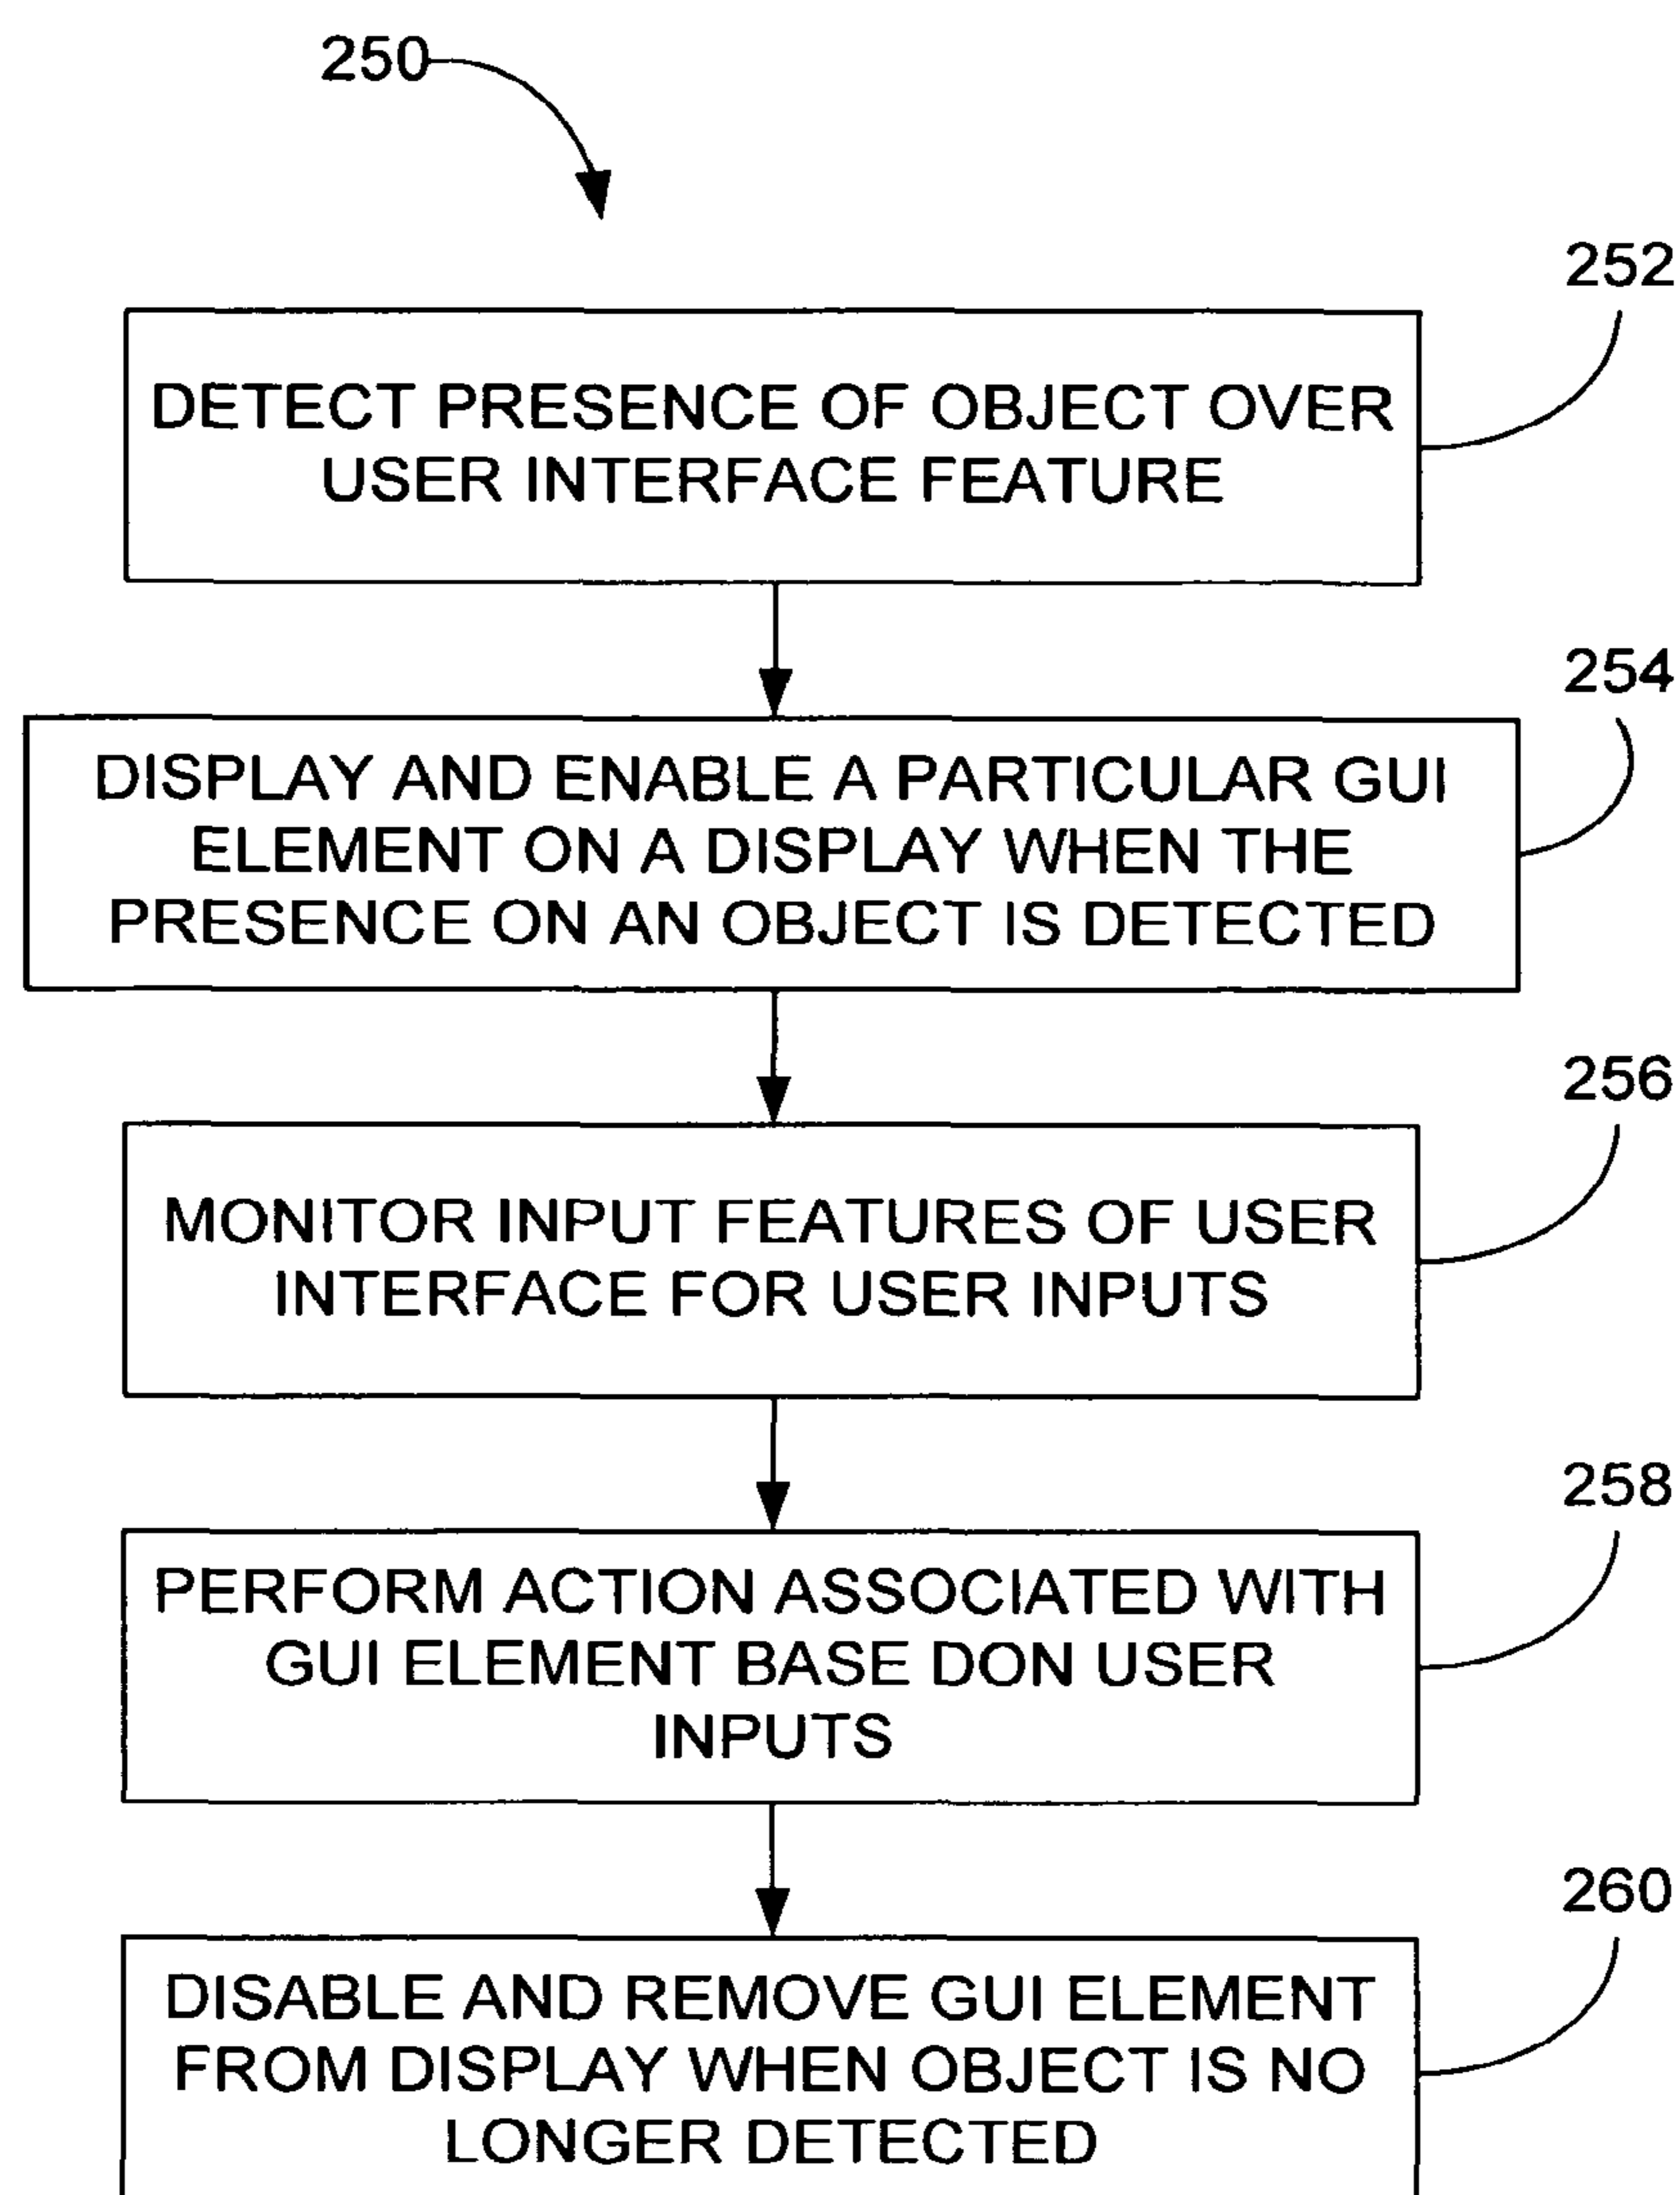 250
252
DETECT PRESENCE OF OBJECT OVER
USER INTERFACE FEATURE
254
DISPLAY AND ENABLE A PARTICULAR GUI
ELEMENT ON A DISPLAY WHEN THE
PRESENCE ON AN OBJECT IS DETECTED
256
MONITOR INPUT FEATURES OF USER
INTERFACE FOR USER INPUTS
258
PERFORM ACTION ASSOCIATED WITH
GUI ELEMENT BASE DON USER
INPUTS
260
DISABLE AND REMOVE GUI ELEMENT
FROM DISPLAY WHEN OBJECT IS NO
LONGER DETECTED